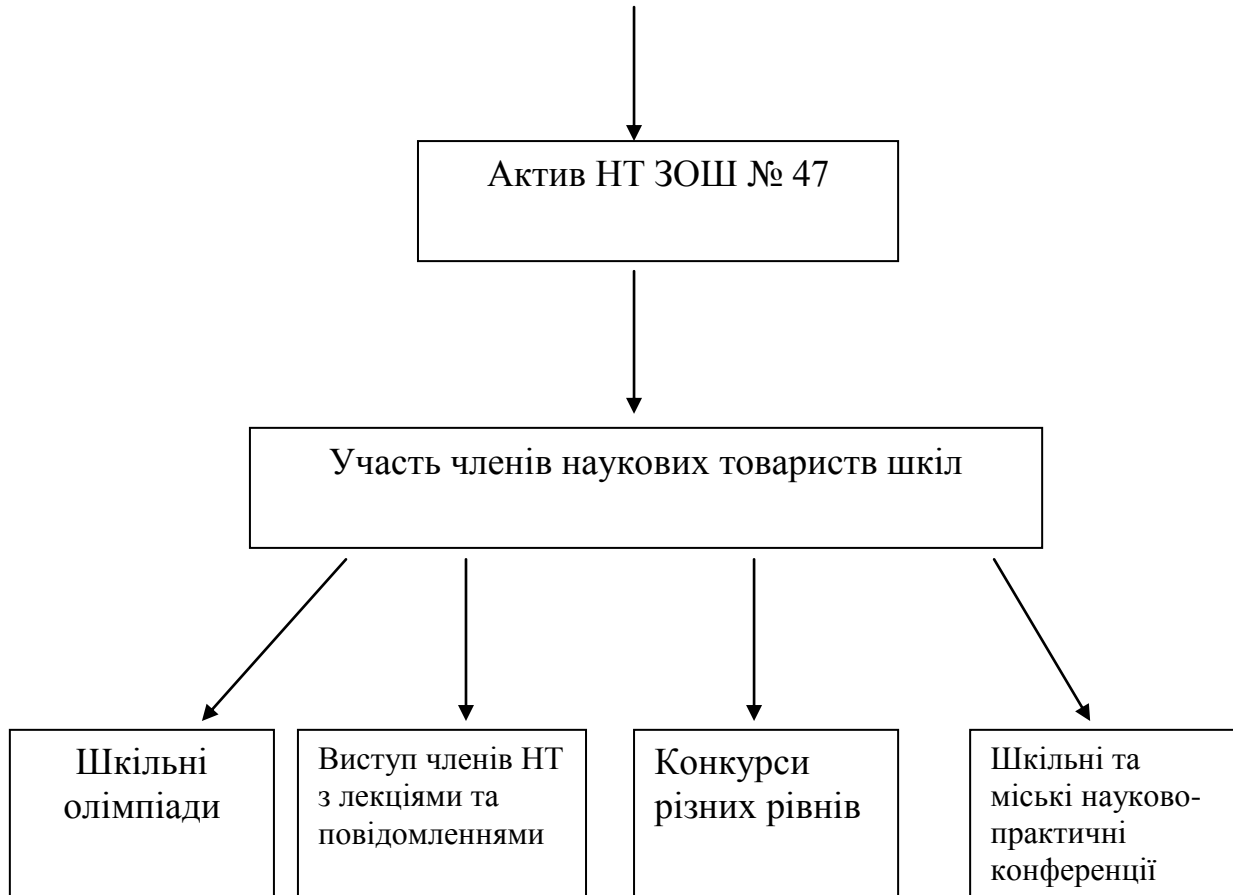 Актив НТ ЗОШ № 47
Участь членів наукових товариств шкіл
Шкільні
олімпіади
Виступ членів НТ
з лекціями та
повідомленнями
Конкурси
різних рівнів
Шкільні та
міські науково-
практичні
конференції